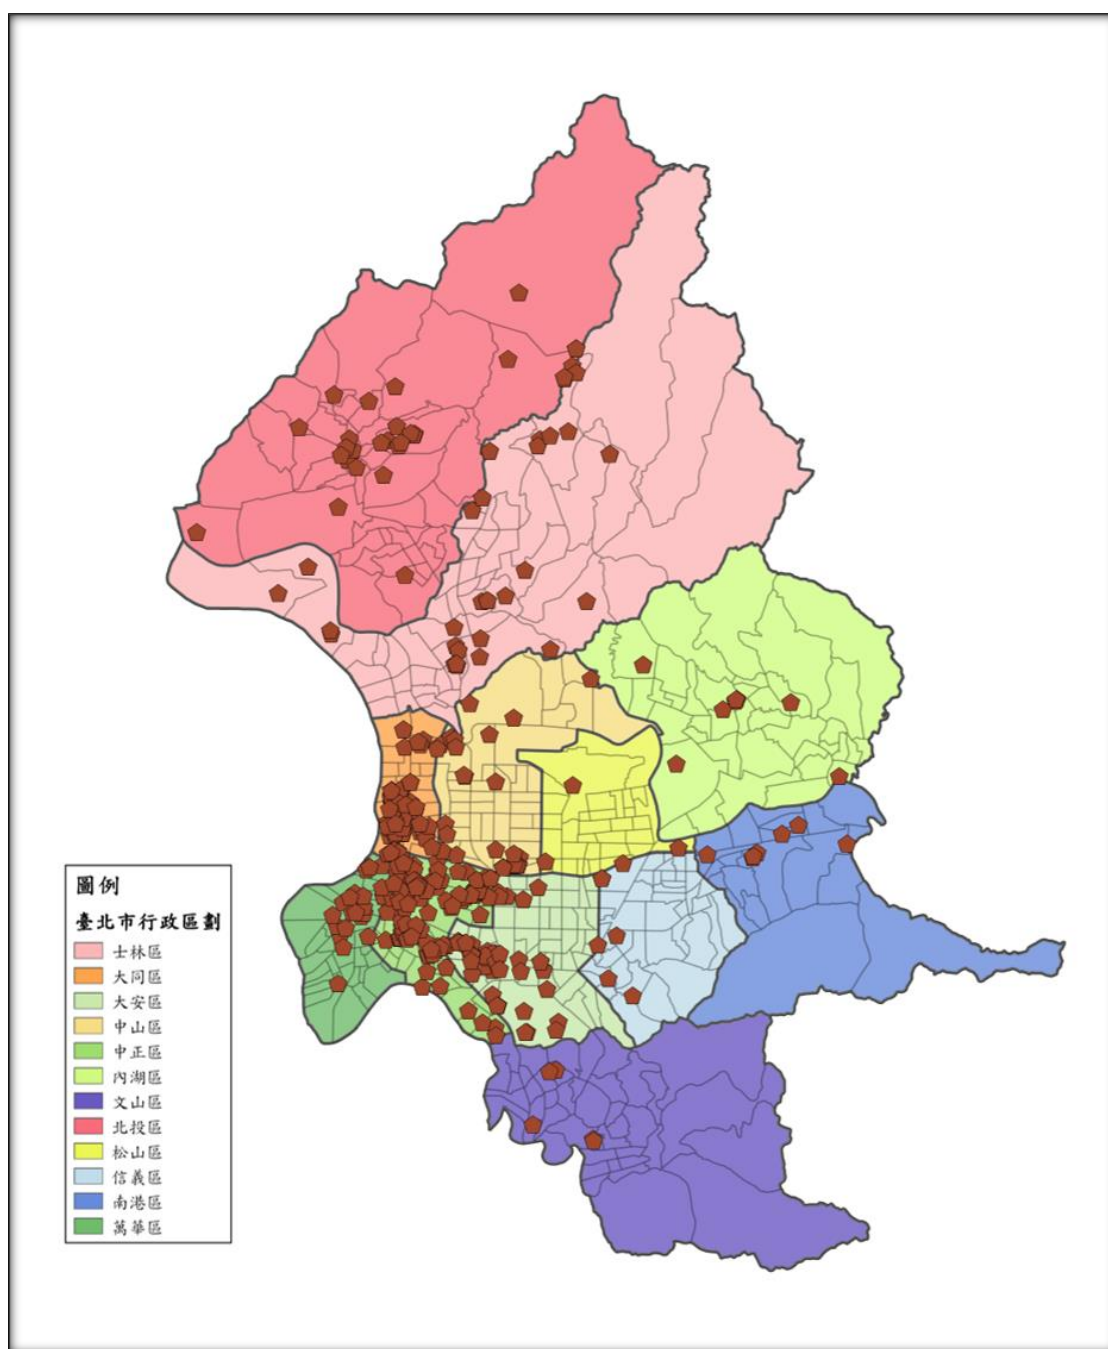 圖例
臺北市行政區劃
士林區
大同區
大安區
中山區
中正區
內湖區
文山區
北投區
松山區
信義區
南港區
萬華區